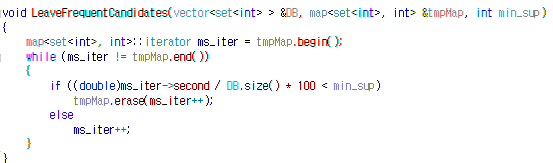 void LeaveFrequentCandidates(vector<set<int> > &DB, map<set<int>, int> &tmpMap, int min_sup)
{
map<set<int>, int>::iterator ms_iter = tmpMap.begin();
while (ms_iter != tmpMap.end())
{
if ((double)ms_iter->second / DB.size() * 100 < min_sup)
tmpMap.erase(ms_iter++);
else
ms_iter++;
}
}